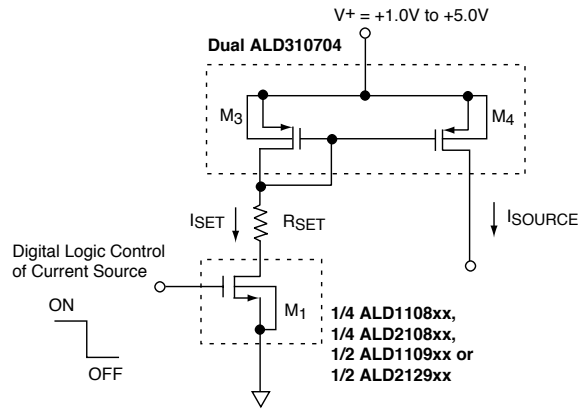 V+ = +1.0V to +5.0V
Dual ALD310704
M3
M4
ISET
RSET
ISOURCE
Digital Logic Control
of Current Source
ON
OFF
M1
1/4 ALD1108xx,
1/4 ALD2108xx,
1/2 ALD1109xx or
1/2 ALD2129xx